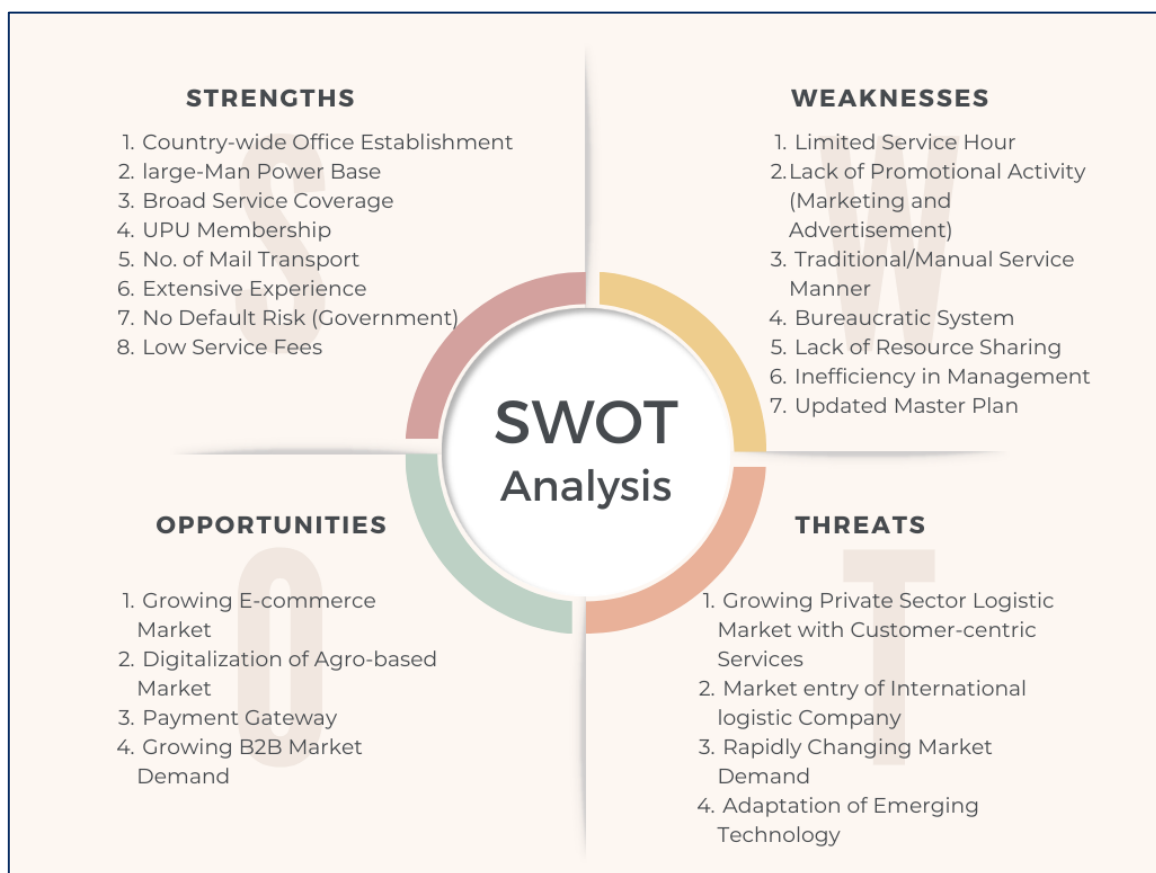 STRENGTHS
1. Country-wide Office Establishment
2. large-Man Power Base
3. Broad Service Coverage
4. UPU Membership
5. No. of Mail Transport
6. Extensive Experience
7. No Default Risk (Government)
8. Low Service Fees
S
WEAKNESSES
1. Limited Service Hour
2. Lack of Promotional Activity
(Marketing and
Advertisement)
3. Traditional/Manual Service
Manner
4. Bureaucratic System
5. Lack of Resource Sharing
6. Inefficiency in Management
7. Updated Master Plan
W
SWOT
Analysis
OPPORTUNITIES
1. Growing E-commerce
Market
2. Digitalization of Agro-based
Market
3. Payment Gateway
4. Growing B2B Market
Demand
O
THREATS
1. Growing Private Sector Logistic
Market with Customer-centric
Services
2. Market entry of International
logistic Company
3. Rapidly Changing Market
Demand
4. Adaptation of Emerging
Technology
T